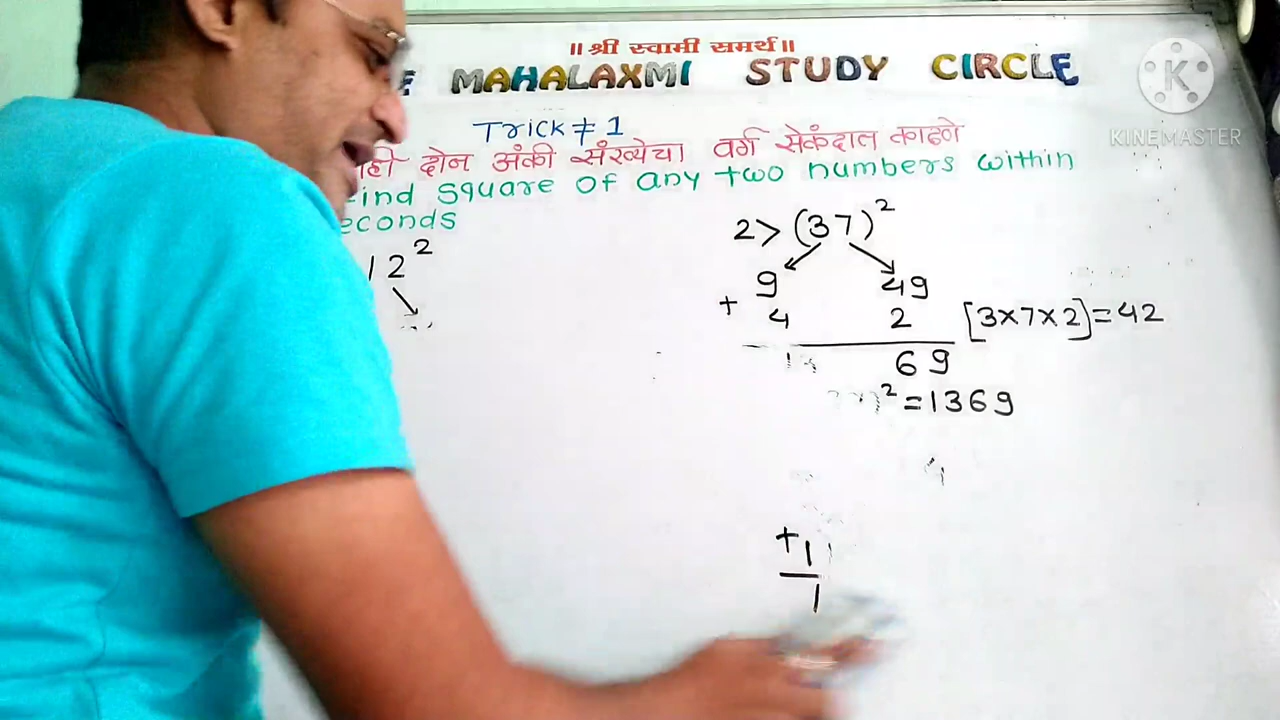 ॥ श्री स्वामी समर्थ ॥
E MAHALAXMI STUDY CIRCLE
KINEMASTER
Trick ≠ 1
ही दोन अंकी संख्येचा वर्ग सेकंदात काढणे
ind square of any two numbers within
econds
12²
2> (37)²
9 49
+ 4 2 [3×7×2]=42
69
² =1369
+1
1